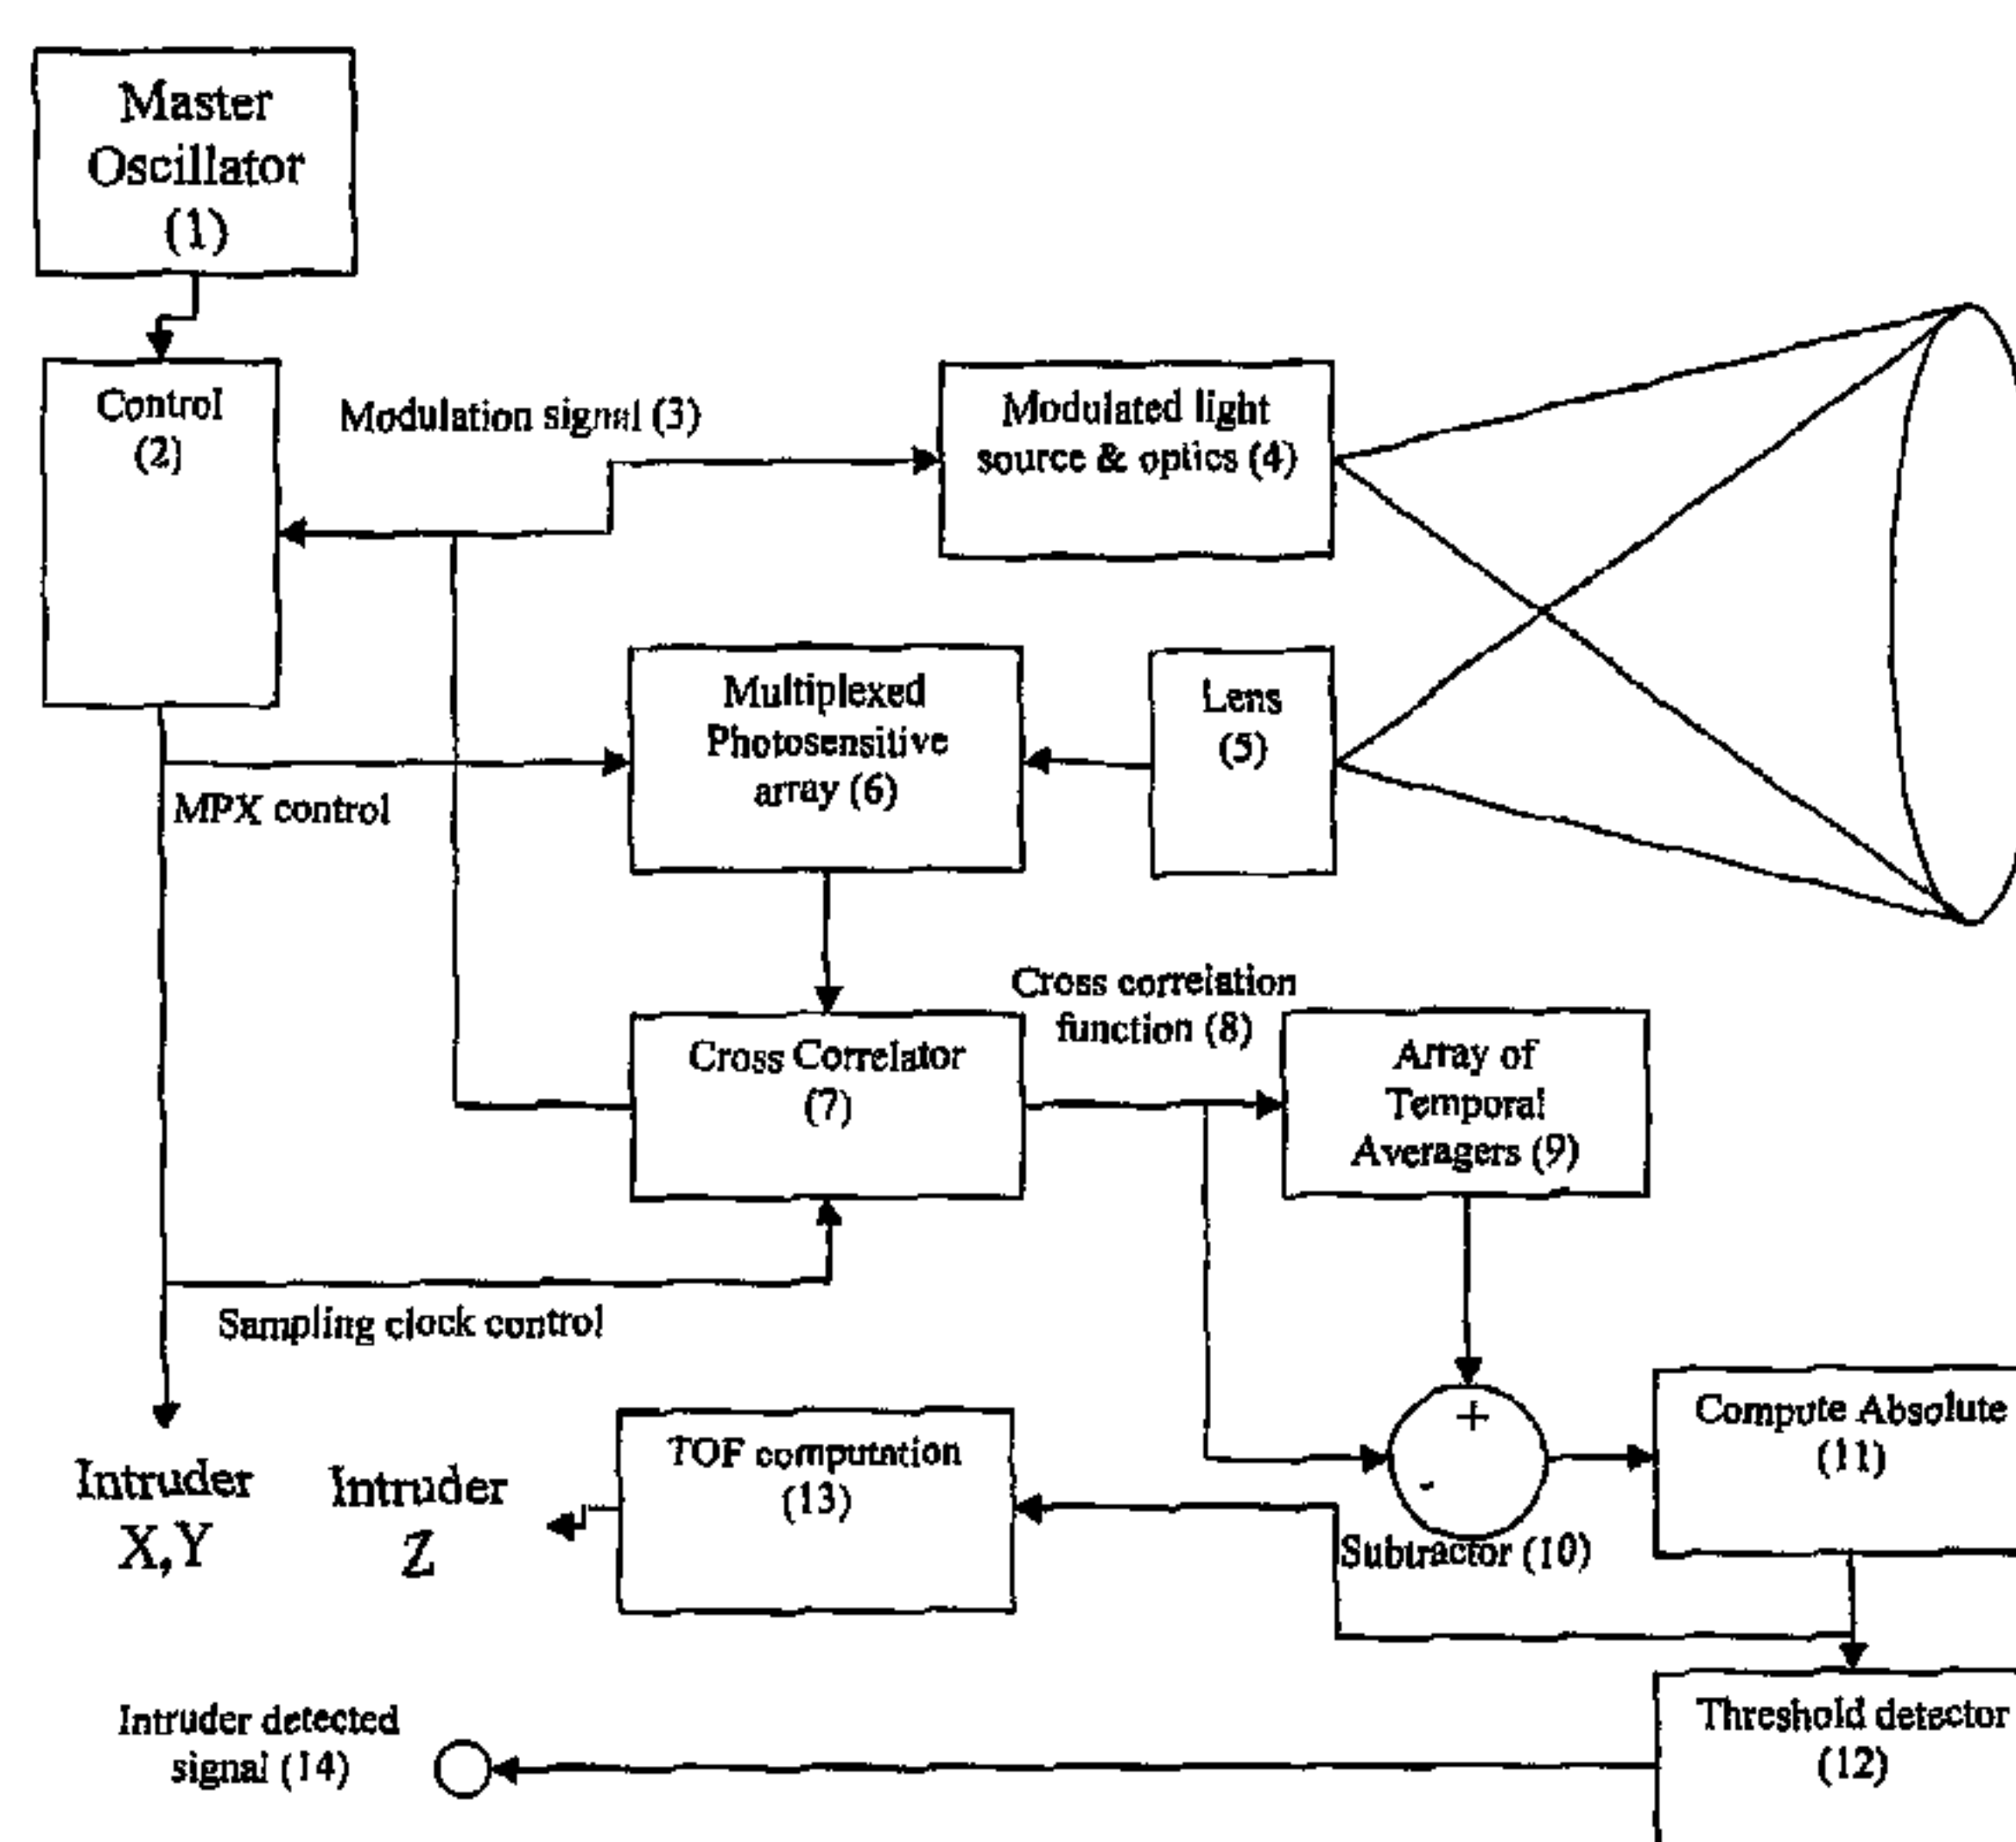 Master
Oscillator
(1)
Control
(2)
Modulation signal (3)
Modulated light
source & optics (4)
Multiplexed
Photosensitive
array (6)
Lens
(5)
MPX control
Cross Correlator
(7)
Cross correlation
function (8)
Array of
Temporal
Averagers (9)
Sampling clock control
+
-
Subtractor (10)
Compute Absolute
(11)
TOF computation
(13)
Intruder
X,Y
Intruder
Z
Threshold detector
(12)
Intruder detected
signal (14)